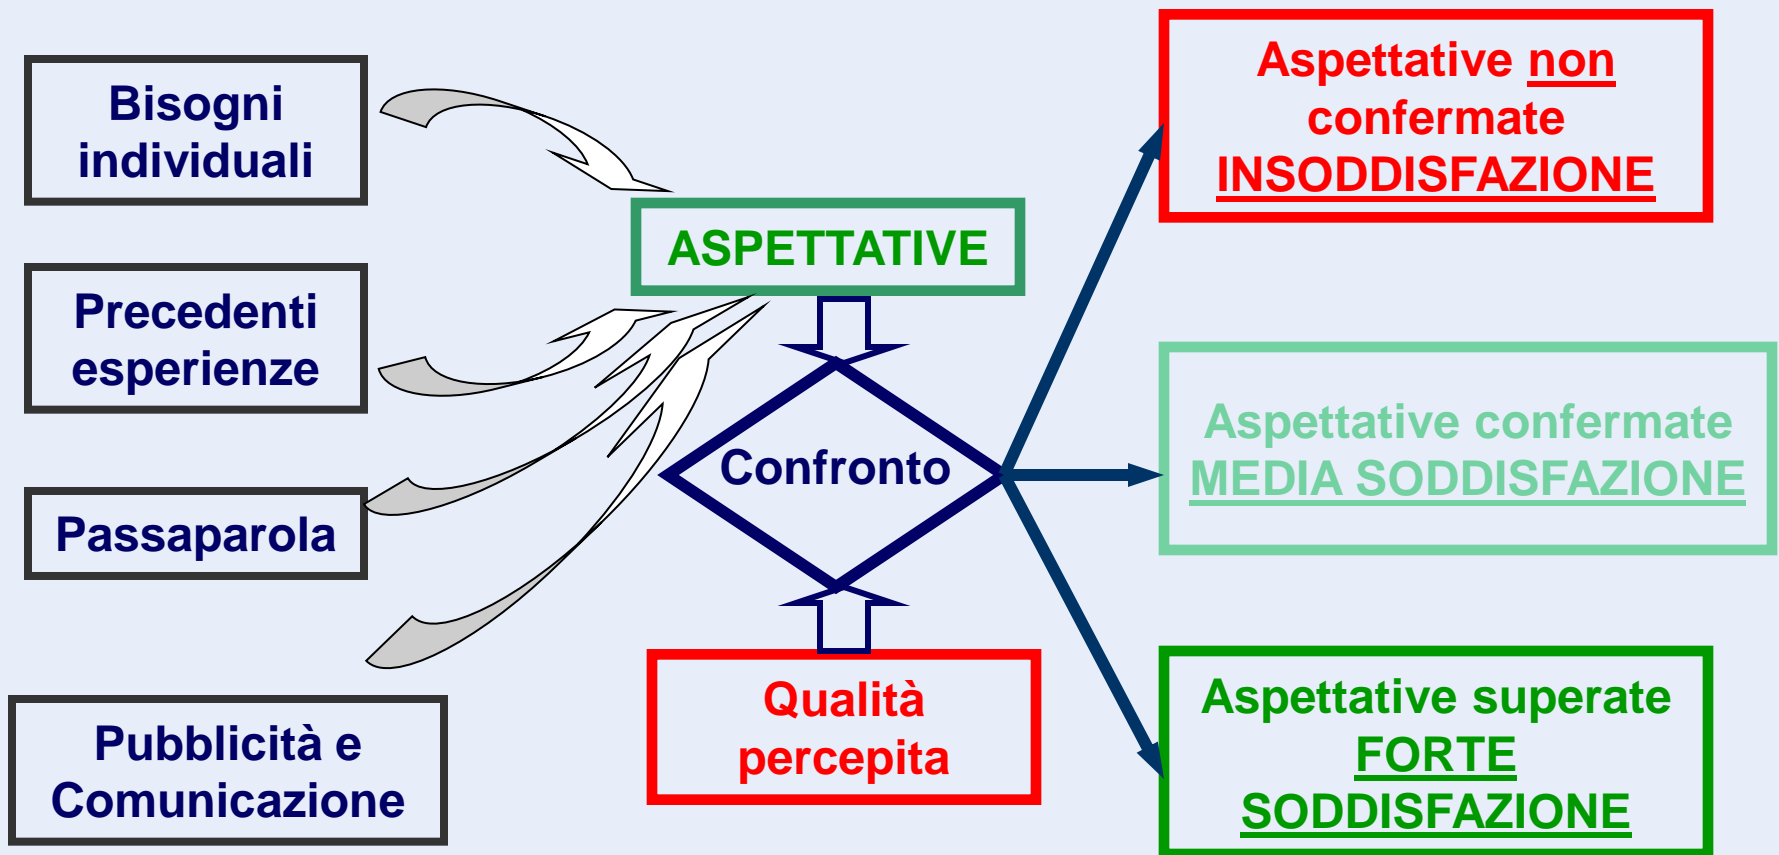 Bisogni
individuali
Precedenti
esperienze
Passaparola
Pubblicità e
Comunicazione
ASPETTATIVE
Confronto
Qualità
percepita
Aspettative non
confermate
INSODDISFAZIONE
Aspettative confermate
MEDIA SODDISFAZIONE
Aspettative superate
FORTE
SODDISFAZIONE